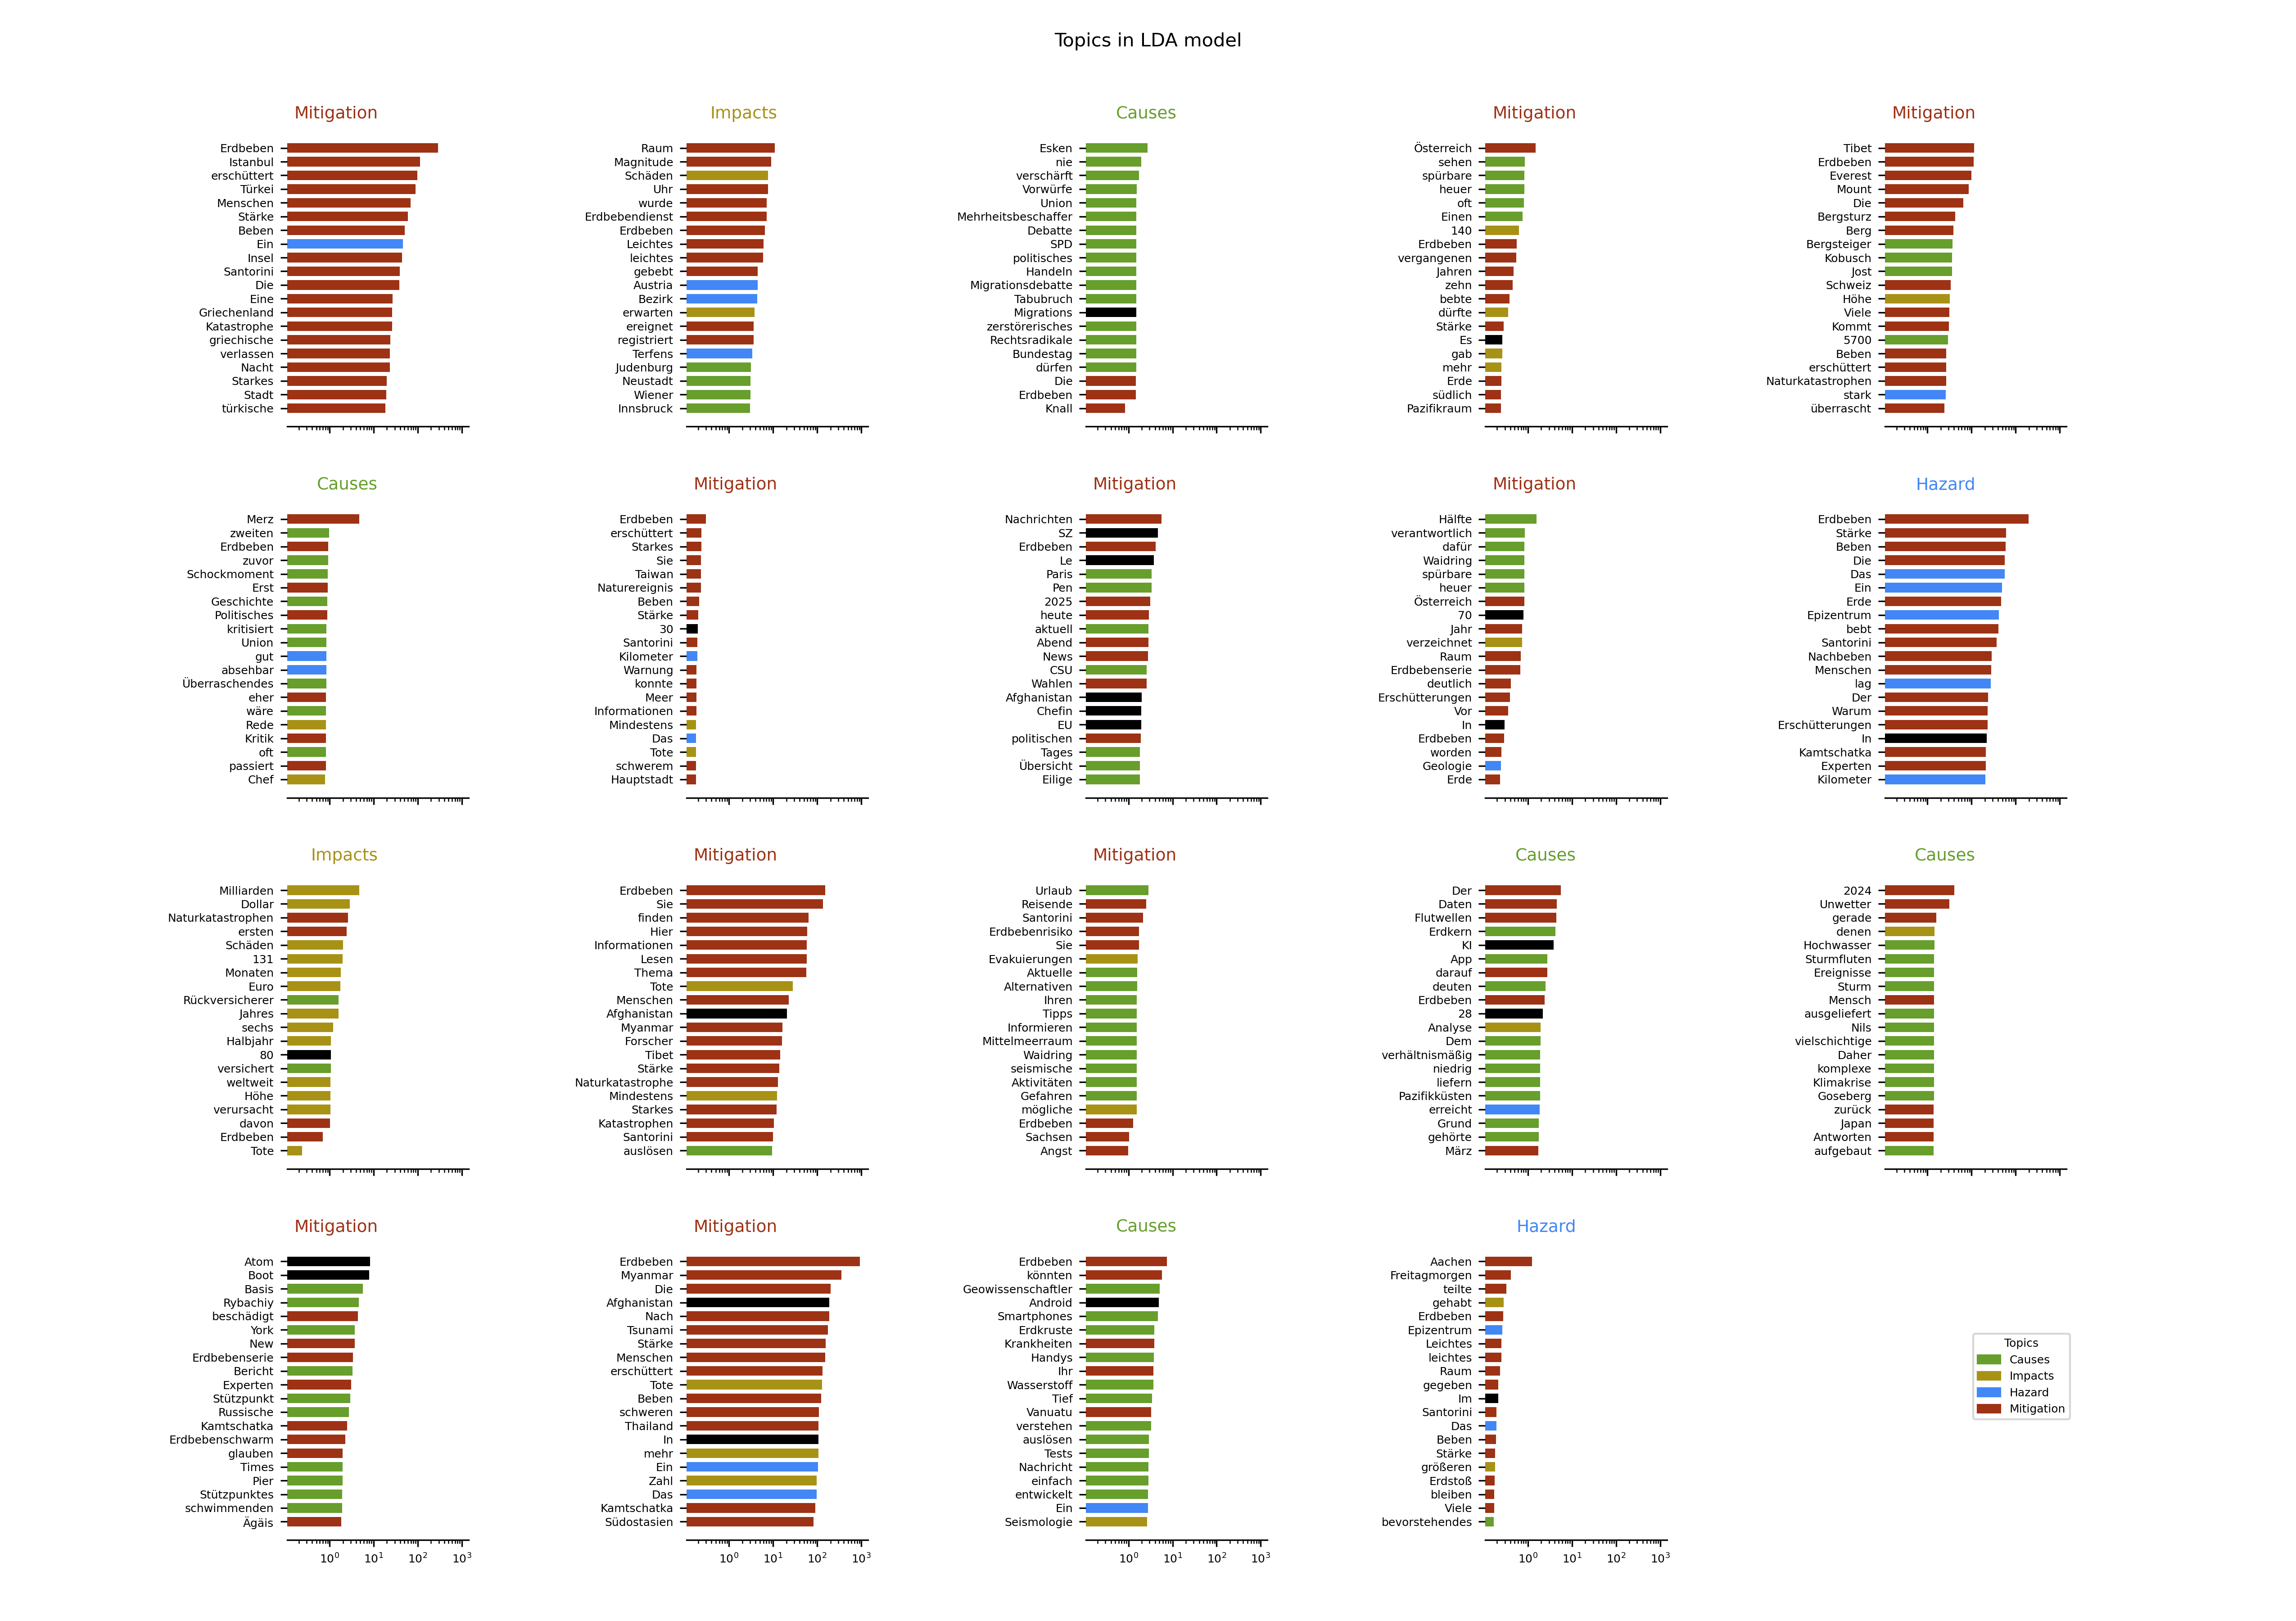 Topics in LDA model
Mitigation
Erdbeben
Istanbul
erschüttert
Türkei
Menschen
Stärke
Beben
Ein
Insel
Santorini
Die
Eine
Griechenland
Katastrophe
griechische
verlassen
Nacht
Starkes
Stadt
türkische
Impacts
Raum
Magnitude
Schäden
Uhr
wurde
Erdbebendienst
Erdbeben
Leichtes
leichtes
gebebt
Austria
Bezirk
erwarten
ereignet
registriert
Terfens
Judenburg
Neustadt
Wiener
Innsbruck
Causes
Esken
nie
verschärft
Vorwürfe
Union
Mehrheitsbeschaffer
Debatte
SPD
politisches
Handeln
Migrationsdebatte
Tabubruch
Migrations
zerstörerisches
Rechtsradikale
Bundestag
dürfen
Die
Erdbeben
Knall
Mitigation
Österreich
sehen
spürbare
heuer
oft
Einen
140
Erdbeben
vergangenen
Jahren
zehn
bebte
dürfte
Stärke
Es
gab
mehr
Erde
südlich
Pazifikraum
Mitigation
Tibet
Erdbeben
Everest
Mount
Die
Bergsturz
Berg
Bergsteiger
Kobusch
Jost
Schweiz
Höhe
Viele
Kommt
5700
Beben
erschüttert
Naturkatastrophen
stark
überrascht
Causes
Merz
zweiten
Erdbeben
zuvor
Schockmoment
Erst
Geschichte
Politisches
kritisiert
Union
gut
absehbar
Überraschendes
eher
wäre
Rede
Kritik
oft
passiert
Chef
Mitigation
Erdbeben
erschüttert
Starkes
Sie
Taiwan
Naturereignis
Beben
Stärke
30
Santorini
Kilometer
Warnung
konnte
Meer
Informationen
Mindestens
Das
Tote
schwerem
Hauptstadt
Mitigation
Nachrichten
SZ
Erdbeben
Le
Paris
Pen
2025
heute
aktuell
Abend
News
CSU
Wahlen
Afghanistan
Chefin
EU
politischen
Tages
Übersicht
Eilige
Mitigation
Hälfte
verantwortlich
dafür
Waidring
spürbare
heuer
Österreich
70
Jahr
verzeichnet
Raum
Erdbebenserie
deutlich
Erschütterungen
Vor
In
Erdbeben
worden
Geologie
Erde
Hazard
Erdbeben
Stärke
Beben
Die
Das
Ein
Erde
Epizentrum
bebt
Santorini
Nachbeben
Menschen
lag
Der
Warum
Erschütterungen
In
Kamtschatka
Experten
Kilometer
Impacts
Milliarden
Dollar
Naturkatastrophen
ersten
Schäden
131
Monaten
Euro
Rückversicherer
Jahres
sechs
Halbjahr
80
versichert
weltweit
Höhe
verursacht
davon
Erdbeben
Tote
Mitigation
Erdbeben
Sie
finden
Hier
Informationen
Lesen
Thema
Tote
Menschen
Afghanistan
Myanmar
Forscher
Tibet
Stärke
Naturkatastrophe
Mindestens
Starkes
Katastrophen
Santorini
auslösen
Mitigation
Urlaub
Reisende
Santorini
Erdbebenrisiko
Sie
Evakuierungen
Aktuelle
Alternativen
Ihren
Tipps
Informieren
Mittelmeerraum
Waidring
seismische
Aktivitäten
Gefahren
mögliche
Erdbeben
Sachsen
Angst
Causes
Der
Daten
Flutwellen
Erdkern
KI
App
darauf
deuten
Erdbeben
28
Analyse
Dem
verhältnismäßig
niedrig
liefern
Pazifikküsten
erreicht
Grund
gehörte
März
Causes
2024
Unwetter
gerade
denen
Hochwasser
Sturmfluten
Ereignisse
Sturm
Mensch
ausgeliefert
Nils
vielschichtige
Daher
komplexe
Klimakrise
Goseberg
zurück
Japan
Antworten
aufgebaut
Mitigation
Atom
Boot
Basis
Rybachiy
beschädigt
York
New
Erdbebenserie
Bericht
Experten
Stützpunkt
Russische
Kamtschatka
Erdbebenschwarm
glauben
Times
Pier
Stützpunktes
schwimmenden
Ägäis
10⁰ 10¹ 10² 10³
Mitigation
Erdbeben
Myanmar
Die
Afghanistan
Nach
Tsunami
Stärke
Menschen
erschüttert
Tote
Beben
schweren
Thailand
In
mehr
Ein
Zahl
Das
Kamtschatka
Südostasien
10⁰ 10¹ 10² 10³
Causes
Erdbeben
könnten
Geowissenschaftler
Android
Smartphones
Erdkruste
Krankheiten
Handys
Ihr
Wasserstoff
Tief
Vanuatu
verstehen
auslösen
Tests
Nachricht
einfach
entwickelt
Ein
Seismologie
10⁰ 10¹ 10² 10³
Hazard
Aachen
Freitagmorgen
teilte
gehabt
Erdbeben
Epizentrum
Leichtes
leichtes
Raum
gegeben
Im
Santorini
Das
Beben
Stärke
größeren
Erdstoß
bleiben
Viele
bevorstehendes
10⁰ 10¹ 10² 10³
Topics
Causes
Impacts
Hazard
Mitigation